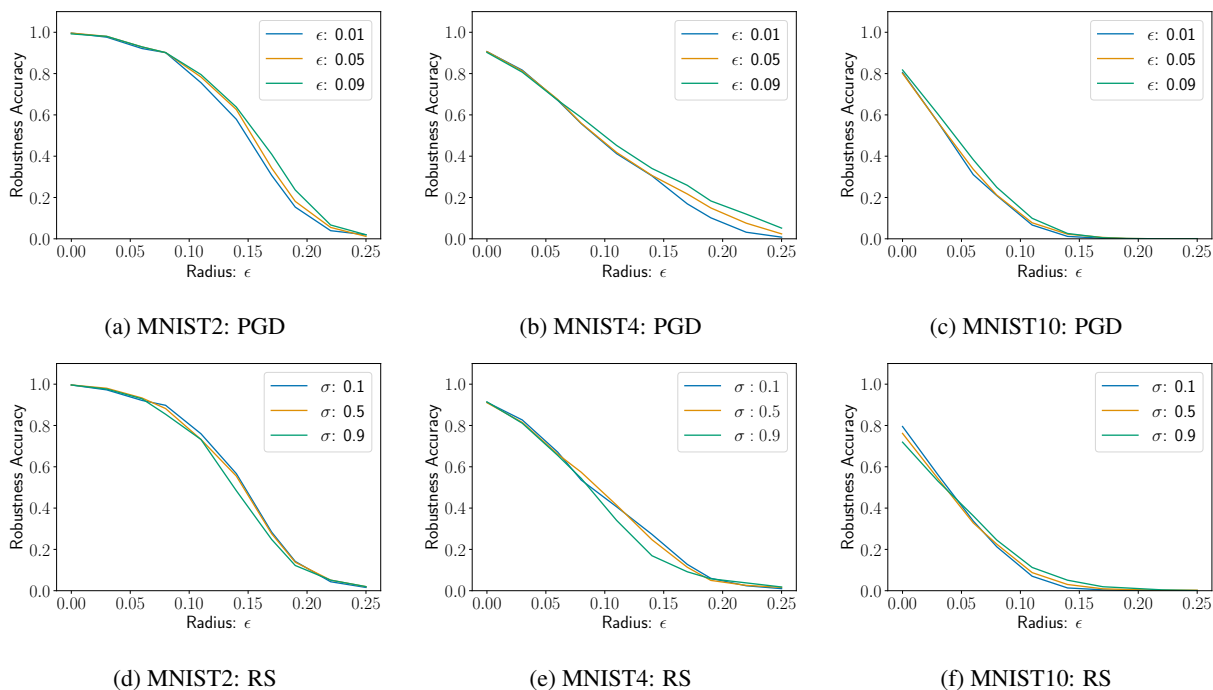 1.0
0.8
0.6
0.4
0.2
0.0
Robustness Accuracy
ϵ: 0.01
ϵ: 0.05
ϵ: 0.09
0.00 0.05 0.10 0.15 0.20 0.25
Radius: ϵ
(a) MNIST2: PGD
1.0
0.8
0.6
0.4
0.2
0.0
Robustness Accuracy
ϵ: 0.01
ϵ: 0.05
ϵ: 0.09
0.00 0.05 0.10 0.15 0.20 0.25
Radius: ϵ
(b) MNIST4: PGD
1.0
0.8
0.6
0.4
0.2
0.0
Robustness Accuracy
ϵ: 0.01
ϵ: 0.05
ϵ: 0.09
0.00 0.05 0.10 0.15 0.20 0.25
Radius: ϵ
(c) MNIST10: PGD
1.0
0.8
0.6
0.4
0.2
0.0
Robustness Accuracy
σ: 0.1
σ: 0.5
σ: 0.9
0.00 0.05 0.10 0.15 0.20 0.25
Radius: ϵ
(d) MNIST2: RS
1.0
0.8
0.6
0.4
0.2
0.0
Robustness Accuracy
σ : 0.1
σ : 0.5
σ : 0.9
0.00 0.05 0.10 0.15 0.20 0.25
Radius: ϵ
(e) MNIST4: RS
1.0
0.8
0.6
0.4
0.2
0.0
Robustness Accuracy
σ: 0.1
σ: 0.5
σ: 0.9
0.00 0.05 0.10 0.15 0.20 0.25
Radius: ϵ
(f) MNIST10: RS